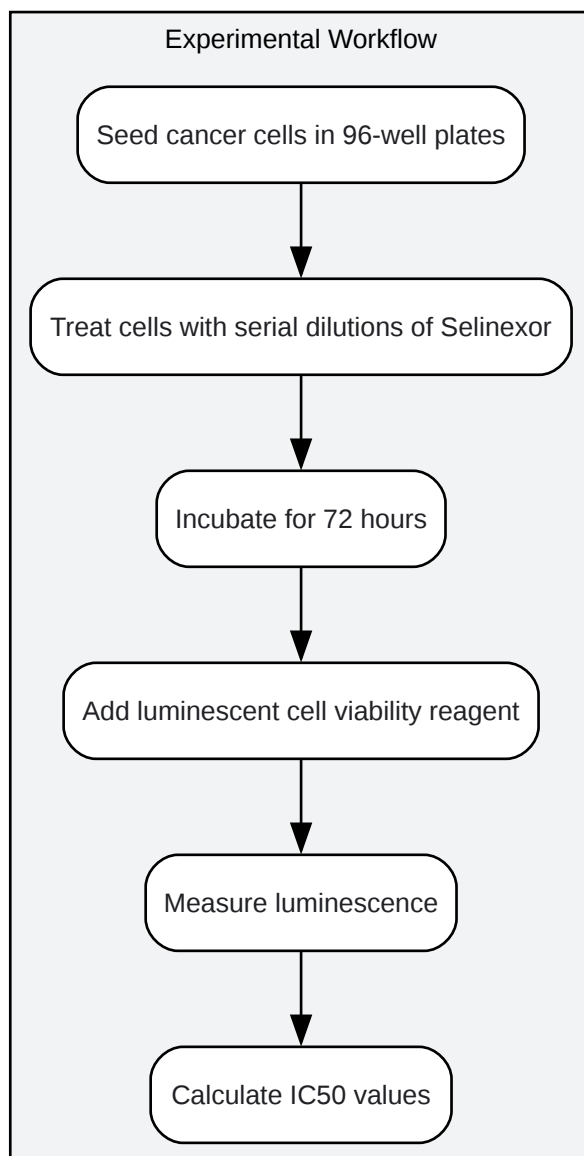 Experimental Workflow
Seed cancer cells in 96-well plates
Treat cells with serial dilutions of Selinexor
Incubate for 72 hours
Add luminescent cell viability reagent
Measure luminescence
Calculate IC50 values